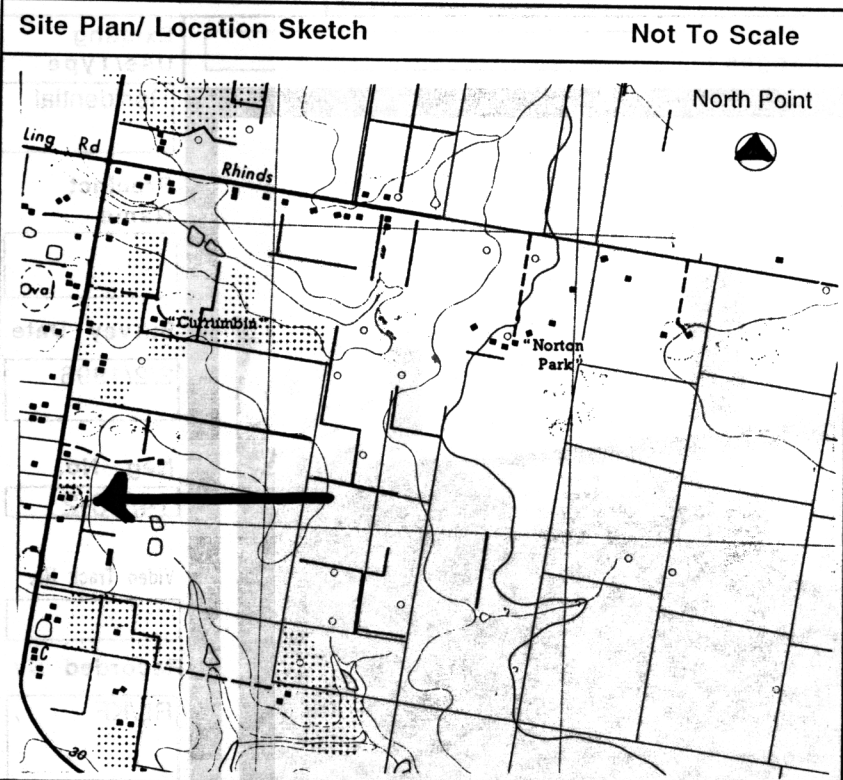 Site Plan/ Location Sketch
Not To Scale
North Point
Ling Rd
Rhinds
Oval
"Currumbin"
"Norton
Park"
C
30